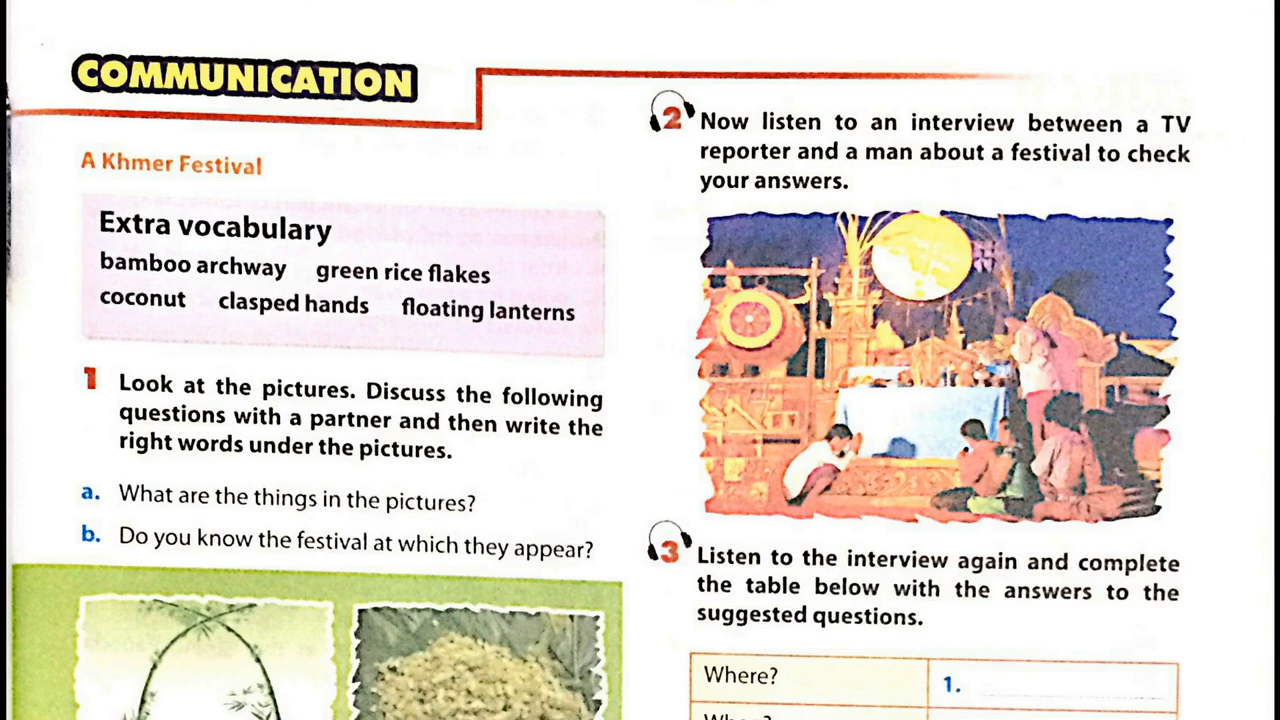 COMMUNICATION
A Khmer Festival
Extra vocabulary
bamboo archway green rice flakes
coconut clasped hands floating lanterns
1 Look at the pictures. Discuss the following
questions with a partner and then write the
right words under the pictures.
a. What are the things in the pictures?
b. Do you know the festival at which they appear?
2 Now listen to an interview between a TV
reporter and a man about a festival to check
your answers.
3 Listen to the interview again and complete
the table below with the answers to the
suggested questions.
Where? 1.